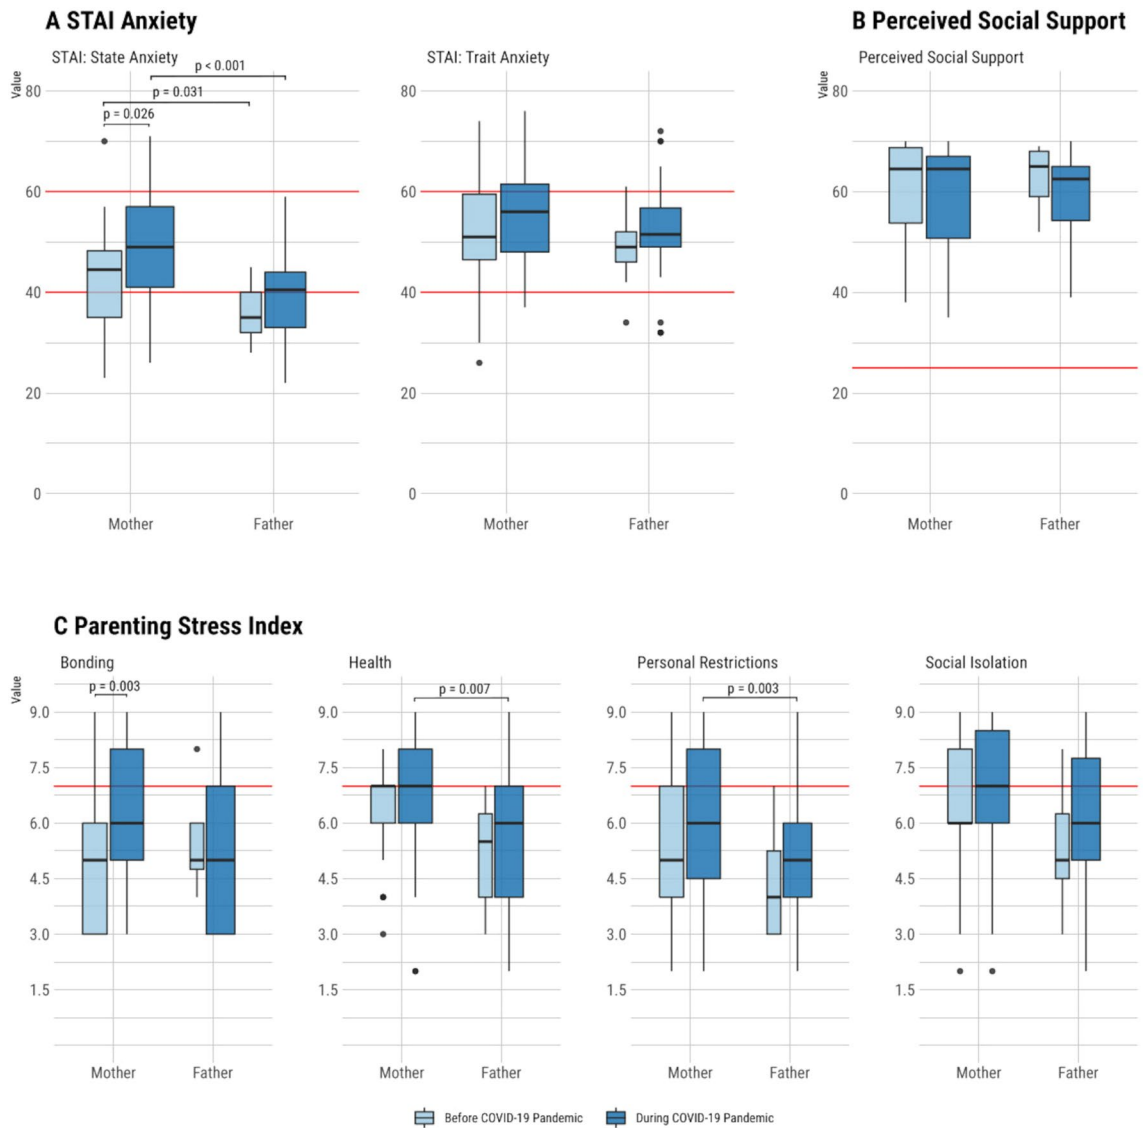 A STAI Anxiety
B Perceived Social Support
STAI: State Anxiety
STAI: Trait Anxiety
Perceived Social Support
Value
80
60
40
20
0
p < 0.001
p = 0.031
p = 0.026
Mother Father
80
60
40
20
0
Mother Father
Value
80
60
40
20
0
Mother Father
C Parenting Stress Index
Bonding
Health
Personal Restrictions
Social Isolation
Value
p = 0.003
9.0
7.5
6.0
4.5
3.0
1.5
Mother Father
p = 0.007
9.0
7.5
6.0
4.5
3.0
1.5
Mother Father
p = 0.003
9.0
7.5
6.0
4.5
3.0
1.5
Mother Father
9.0
7.5
6.0
4.5
3.0
1.5
Mother Father
Before COVID-19 Pandemic During COVID-19 Pandemic